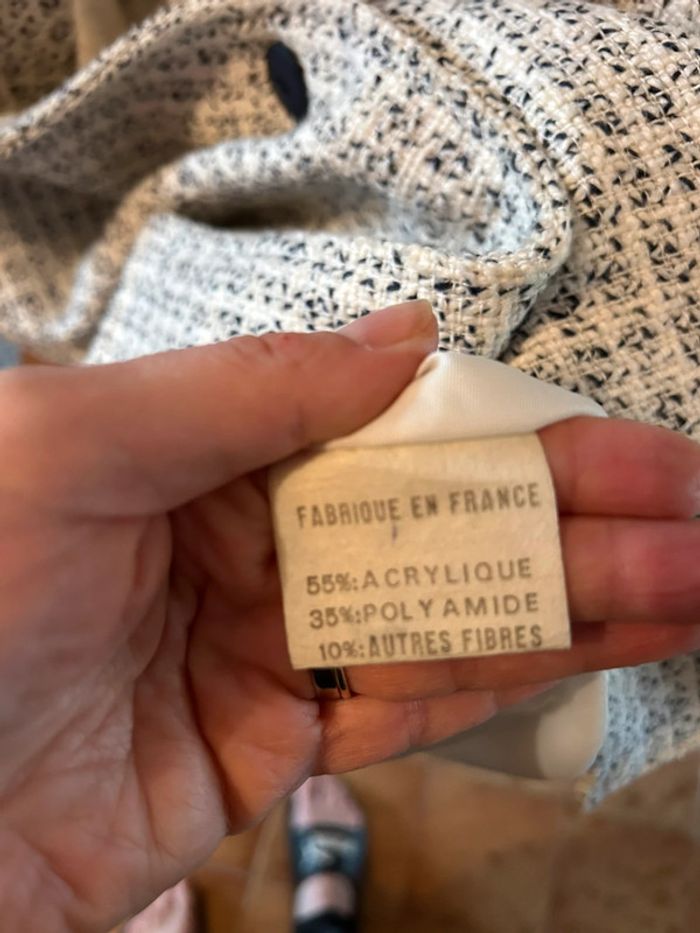 FABRIQUE EN FRANCE
55%:ACRYLIQUE
35%:POLYAMIDE
10%:AUTRES FIBRES